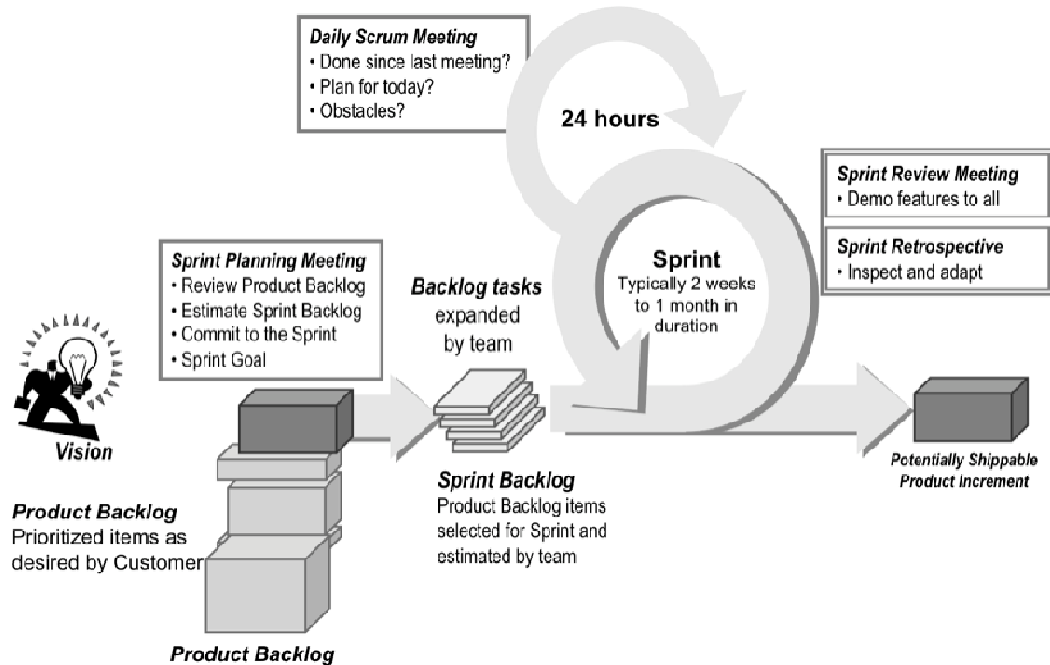 Daily Scrum Meeting
• Done since last meeting?
• Plan for today?
• Obstacles?
24 hours
Sprint Review Meeting
• Demo features to all
Sprint Retrospective
• Inspect and adapt
Sprint
Typically 2 weeks
to 1 month in
duration
Sprint Planning Meeting
• Review Product Backlog
• Estimate Sprint Backlog
• Commit to the Sprint
• Sprint Goal
Backlog tasks
expanded
by team
Vision
Product Backlog
Prioritized items as
desired by Customer
Sprint Backlog
Product Backlog items
selected for Sprint and
estimated by team
Potentially Shippable
Product Increment
Product Backlog